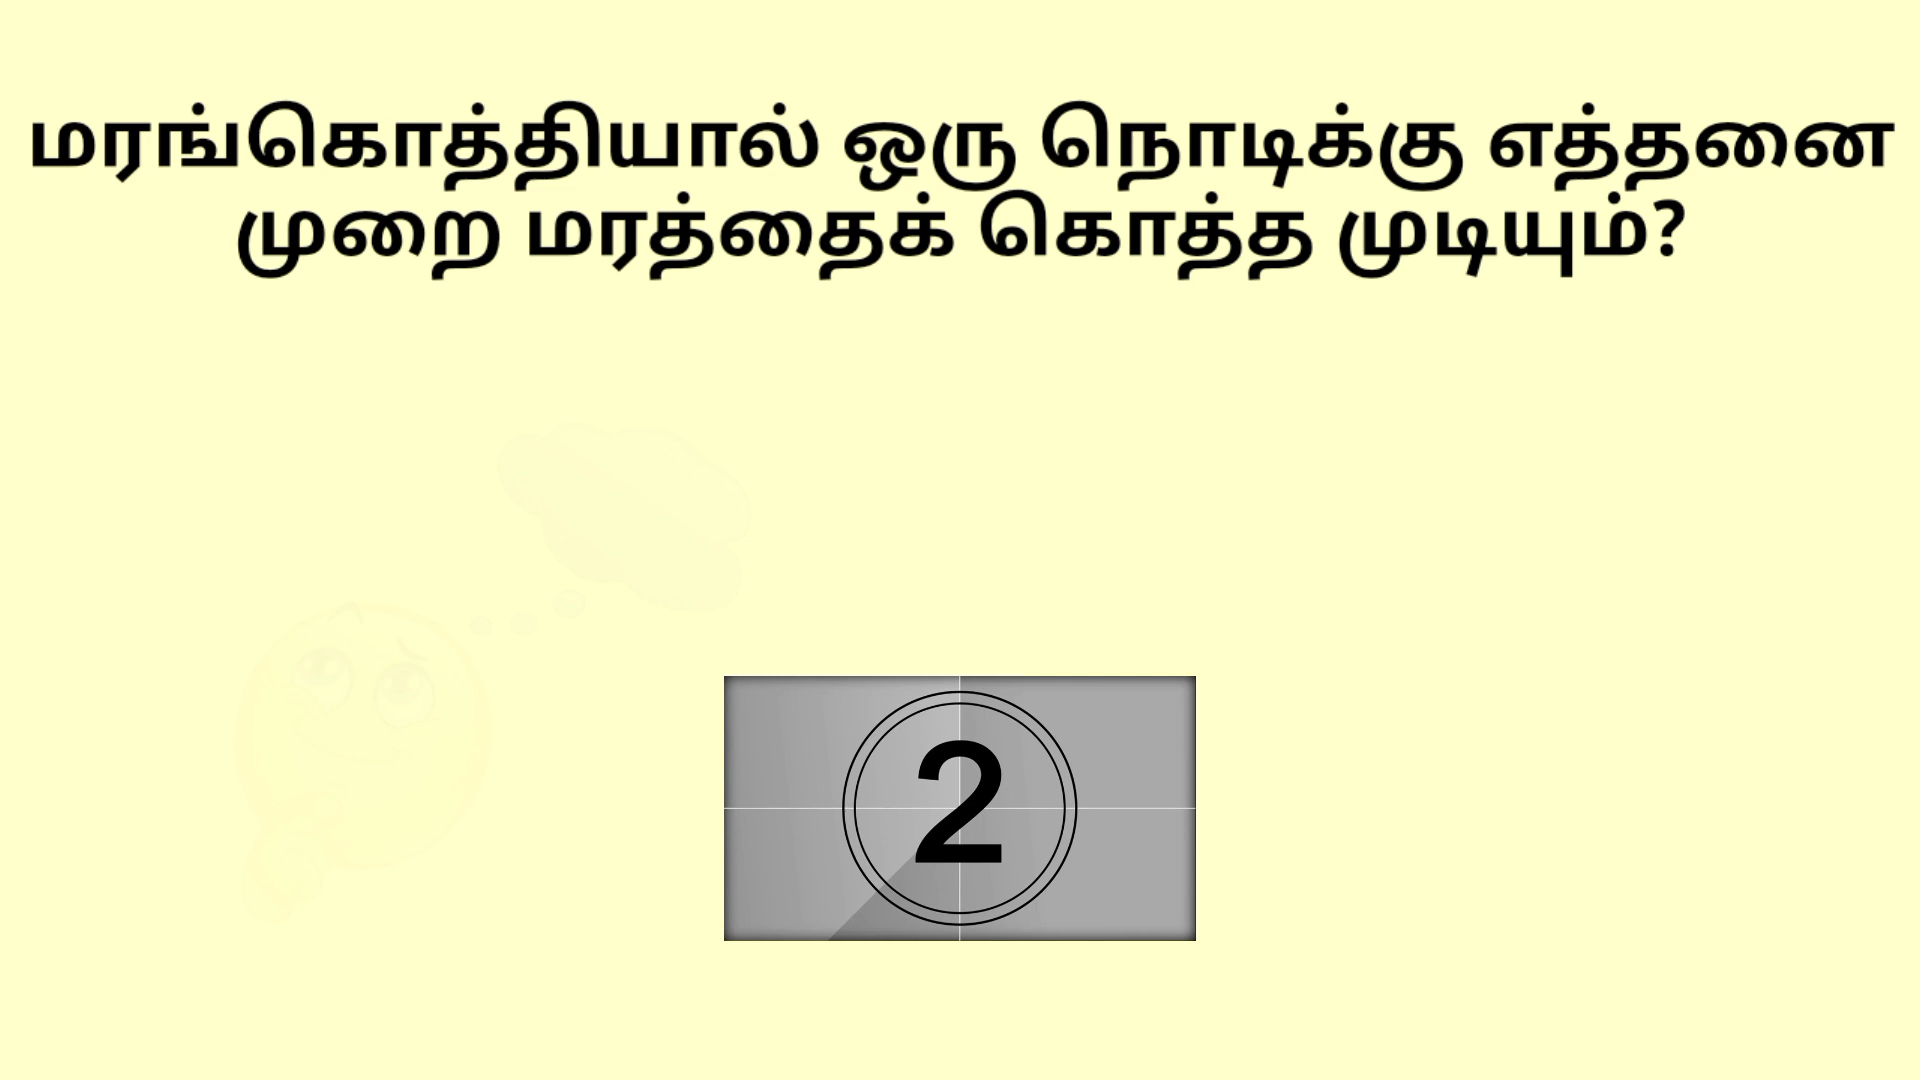 மரங்கொத்தியால் ஒரு நொடிக்கு எத்தனை
முறை மரத்தைக் கொத்த முடியும்?
2